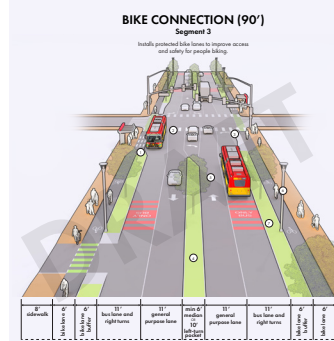 BIKE CONNECTION (90')
Segment 3
Installs protected bike lanes to improve access
and safety for people biking.
DRAFT
8'
sidewalk
bike lane 6'
6'
bike lane
buffer
11'
bus lane and
right turns
11'
general
purpose lane
min 6'
median
OR
10'
left-turn
pocket
11'
general
purpose lane
11'
bus lane and
right turns
6'
bike lane
buffer
bike lane 6'